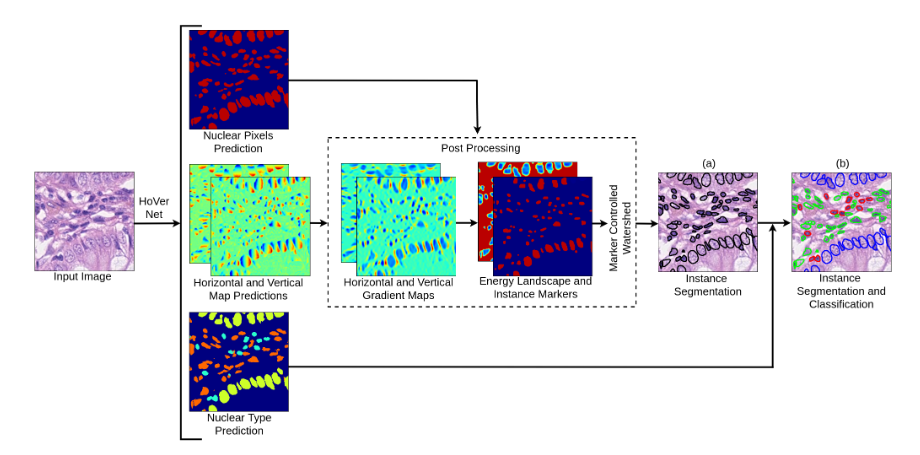 Nuclear Pixels
Prediction
Post Processing
(a)
(b)
HoVer
Net
Input Image
Horizontal and Vertical
Map Predictions
Horizontal and Vertical
Gradient Maps
Energy Landscape and
Instance Markers
Marker Controlled
Watershed
Instance
Segmentation
Instance
Segmentation and
Classification
Nuclear Type
Prediction